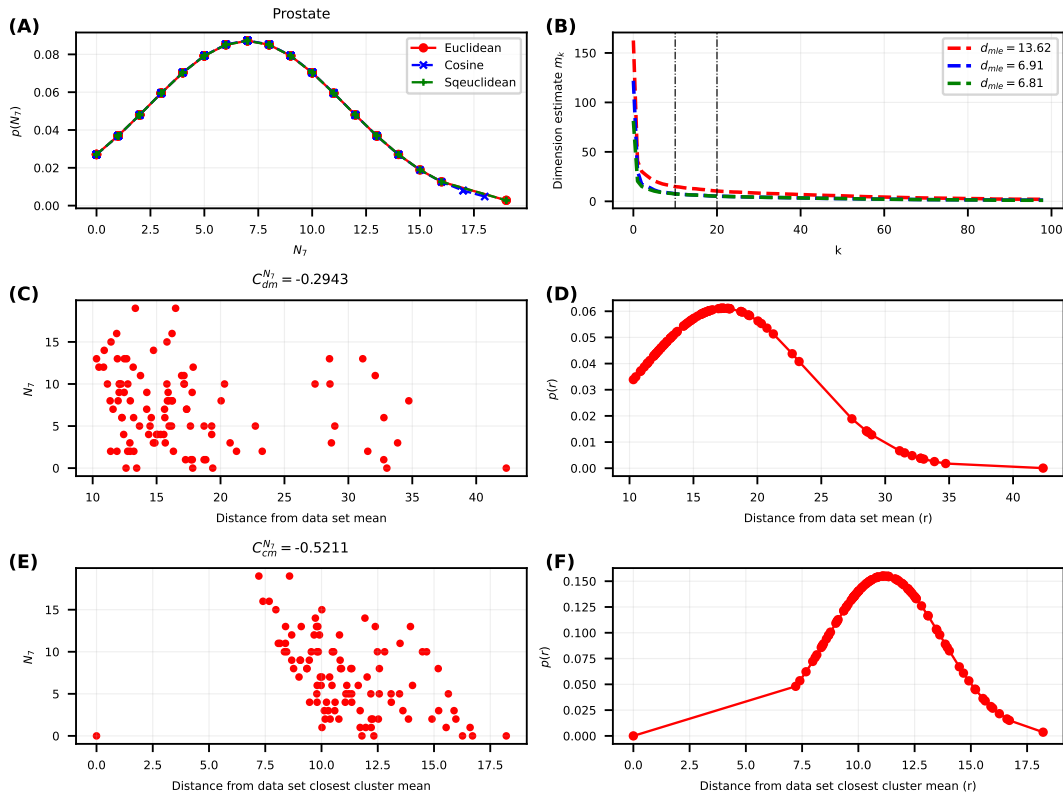 (A)
Prostate
p(N₇)
0.08
0.06
0.04
0.02
0.00
Euclidean
Cosine
Sqeuclidean
0.0 2.5 5.0 7.5 10.0 12.5 15.0 17.5
N₇
(B)
Dimension estimate mₖ
150
100
50
0
d_mle = 13.62
d_mle = 6.91
d_mle = 6.81
0 20 40 60 80 100
k
(C)
C_dm^N₇ = -0.2943
N₇
15
10
5
0
10 15 20 25 30 35 40
Distance from data set mean
(D)
p(r)
0.06
0.05
0.04
0.03
0.02
0.01
0.00
10 15 20 25 30 35 40
Distance from data set mean (r)
(E)
C_cm^N₇ = -0.5211
N₇
15
10
5
0
0.0 2.5 5.0 7.5 10.0 12.5 15.0 17.5
Distance from data set closest cluster mean
(F)
p(r)
0.150
0.125
0.100
0.075
0.050
0.025
0.000
0.0 2.5 5.0 7.5 10.0 12.5 15.0 17.5
Distance from data set closest cluster mean (r)